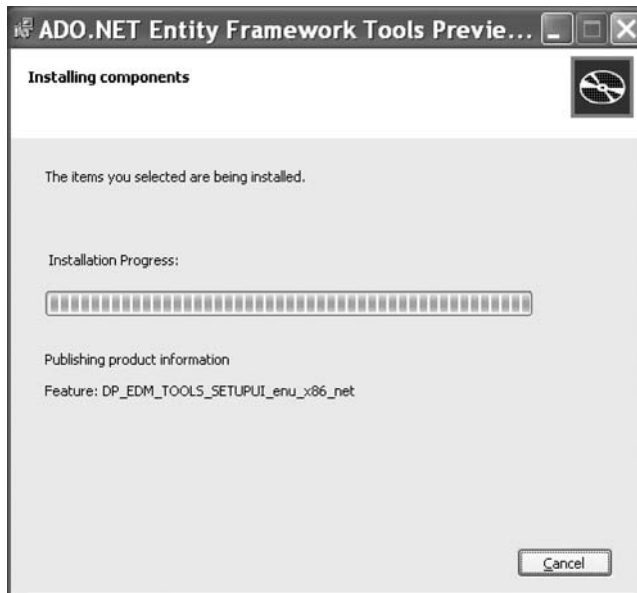 ADO.NET Entity Framework Tools Previe...
Installing components
The items you selected are being installed.
Installation Progress:
Publishing product information
Feature: DP_EDM_TOOLS_SETUPUI_enu_x86_net
Cancel